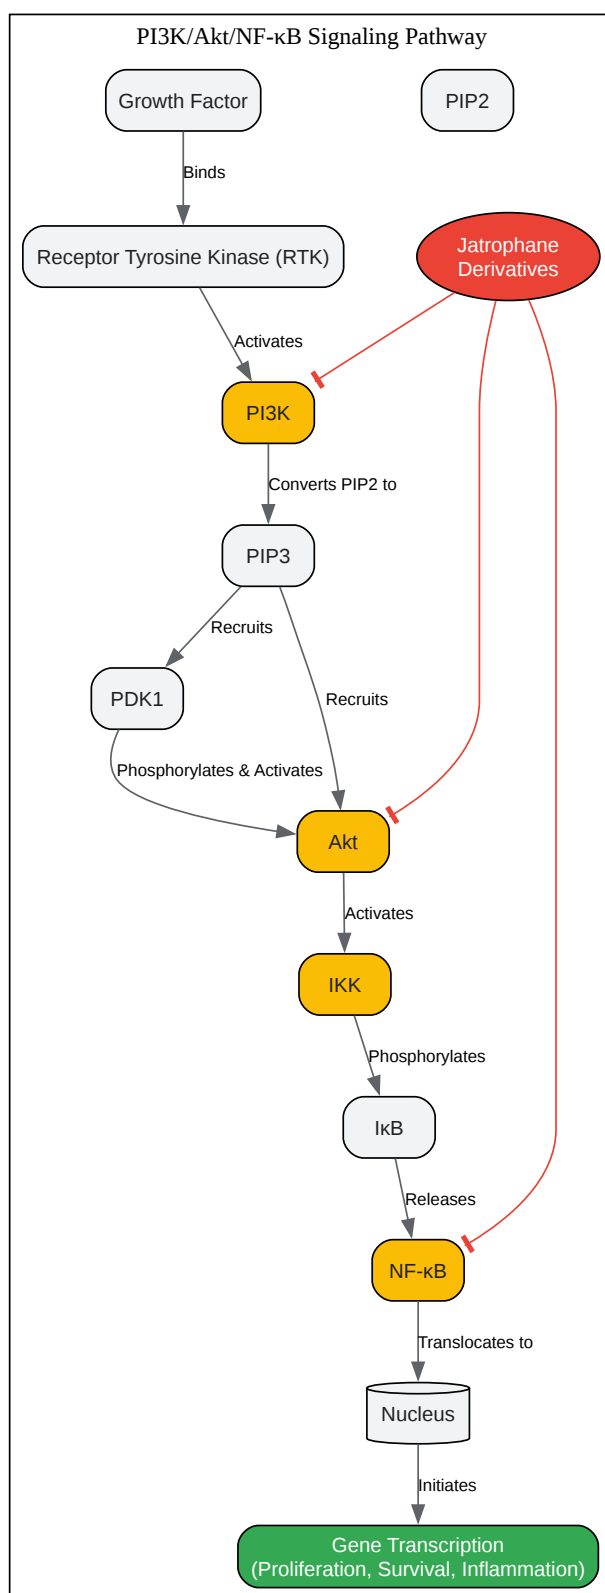 PI3K/Akt/NF-κB Signaling Pathway
Growth Factor
PIP2
Binds
Receptor Tyrosine Kinase (RTK)
Jatrophane
Derivatives
Activates
PI3K
Converts PIP2 to
PIP3
Recruits
PDK1
Recruits
Phosphorylates & Activates
Akt
Activates
IKK
Phosphorylates
IκB
Releases
NF-κB
Translocates to
Nucleus
Initiates
Gene Transcription
(Proliferation, Survival, Inflammation)